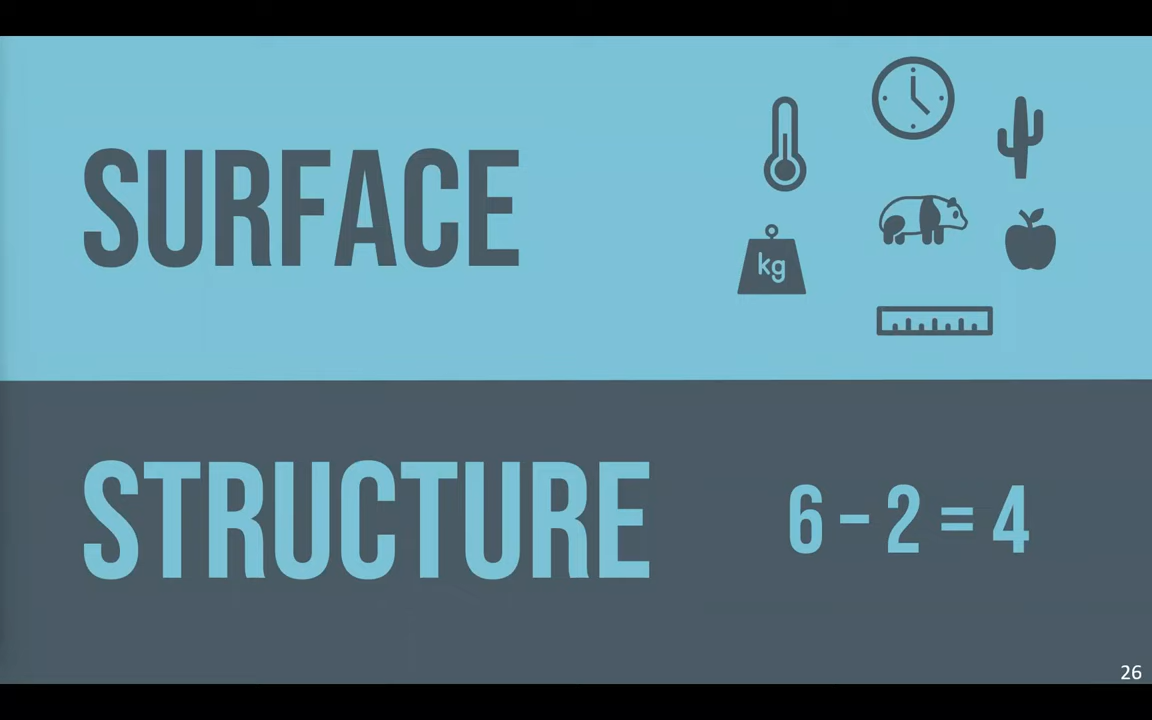 SURFACE
kg
STRUCTURE
6 – 2 = 4
26